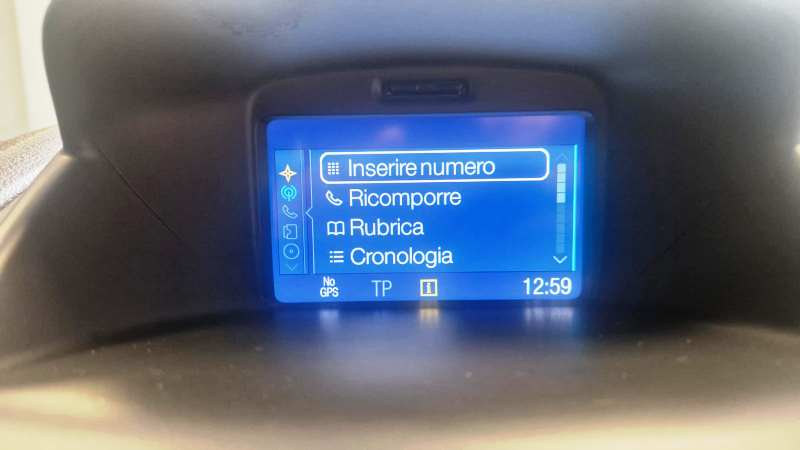 Inserire numero
Ricomporre
Rubrica
Cronologia
No
GPS
TP
i
12:59